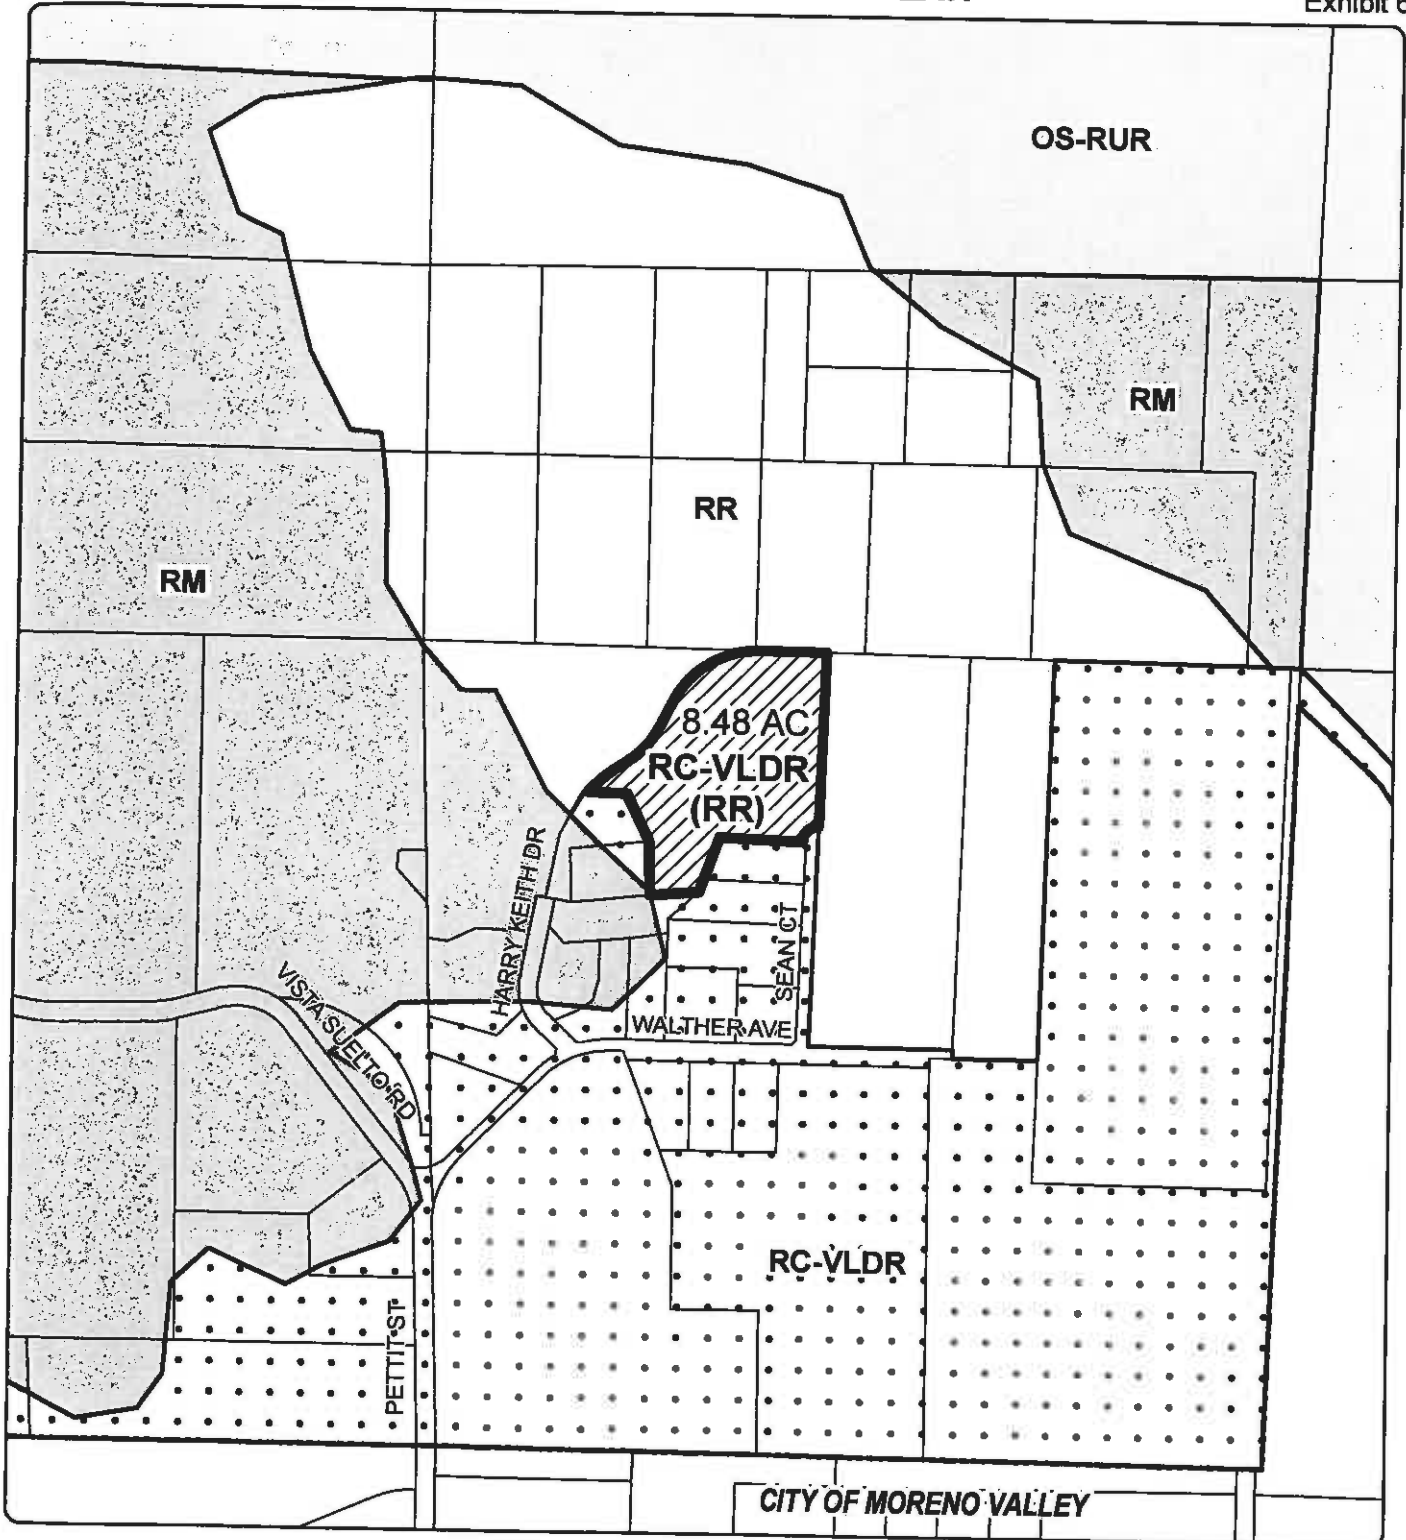 Exhibit 6
OS-RUR
RM
RR
RM
8.48 AC
RC-VLDR
(RR)
HARRY KEITH DR
SEAN CT
VISTA SUELTO RD
WALTHER AVE
RC-VLDR
PETTIT ST
CITY OF MORENO VALLEY